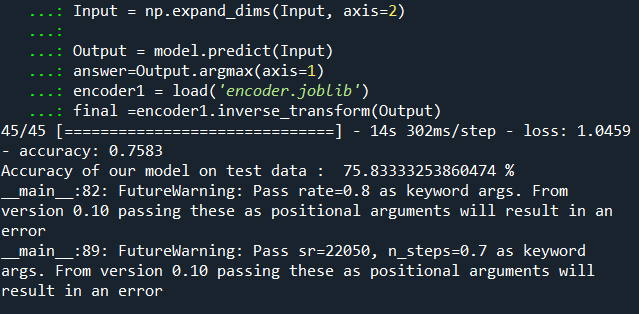 ...: Input = np.expand_dims(Input, axis=2)
...:
...: Output = model.predict(Input)
...: answer=Output.argmax(axis=1)
...: encoder1 = load('encoder.joblib')
...: final =encoder1.inverse_transform(Output)
45/45 [==============================] - 14s 302ms/step - loss: 1.0459
- accuracy: 0.7583
Accuracy of our model on test data :  75.83333253860474 %
__main__:82: FutureWarning: Pass rate=0.8 as keyword args. From
version 0.10 passing these as positional arguments will result in an
error
__main__:89: FutureWarning: Pass sr=22050, n_steps=0.7 as keyword
args. From version 0.10 passing these as positional arguments will
result in an error